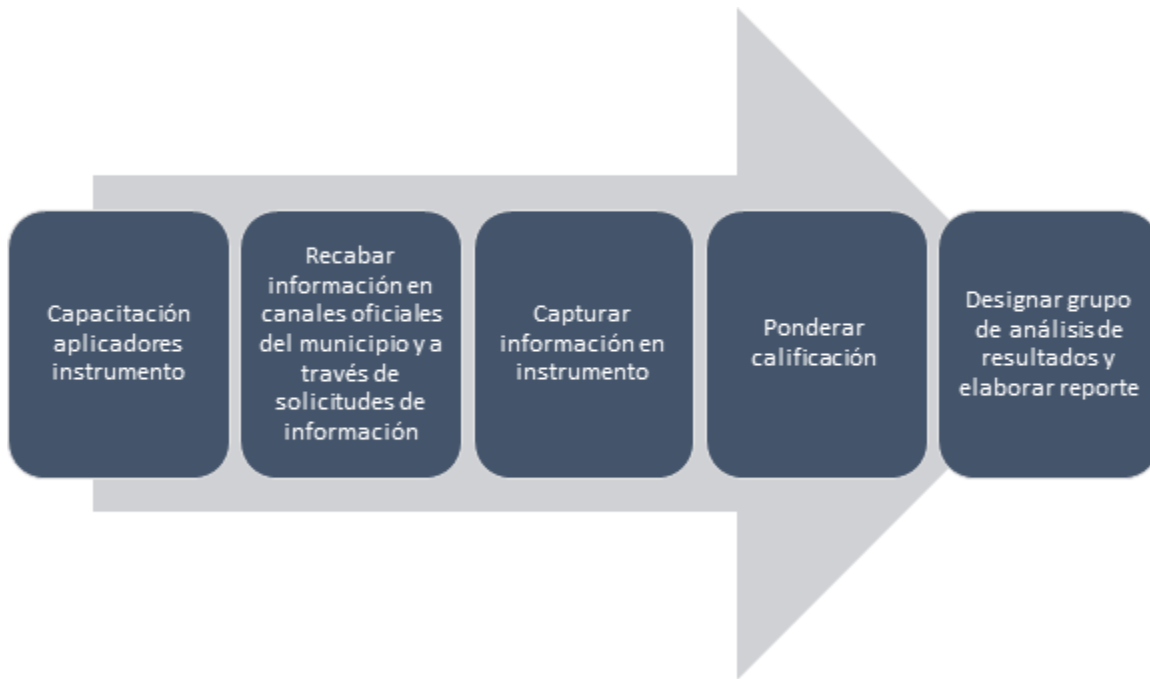 Capacitación
aplicadores
instrumento
Recabar
información en
canales oficiales
del municipio y a
través de
solicitudes de
información
Capturar
información en
instrumento
Ponderar
calificación
Designar grupo
de análisis de
resultados y
elaborar reporte